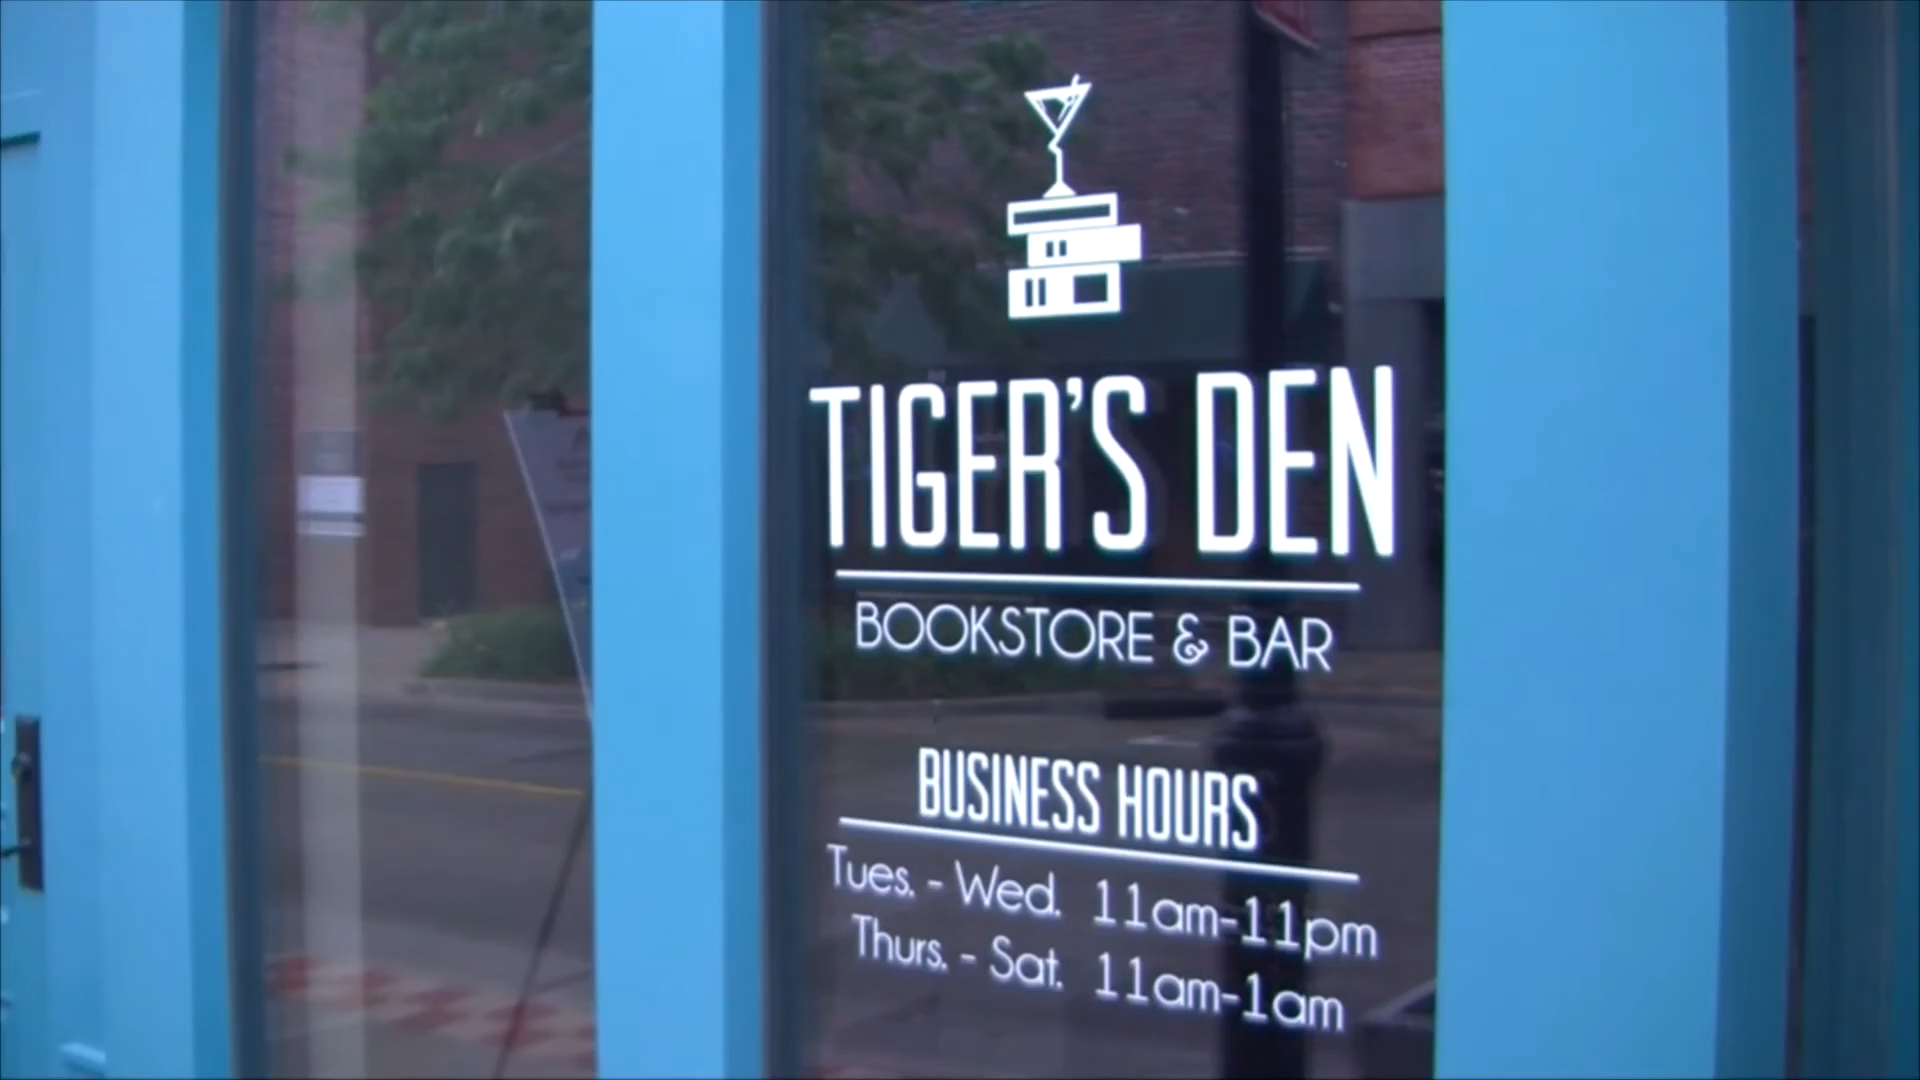 TIGER'S DEN
BOOKSTORE & BAR
BUSINESS HOURS
Tues. - Wed. 11am-11pm
Thurs. - Sat. 11am-1am